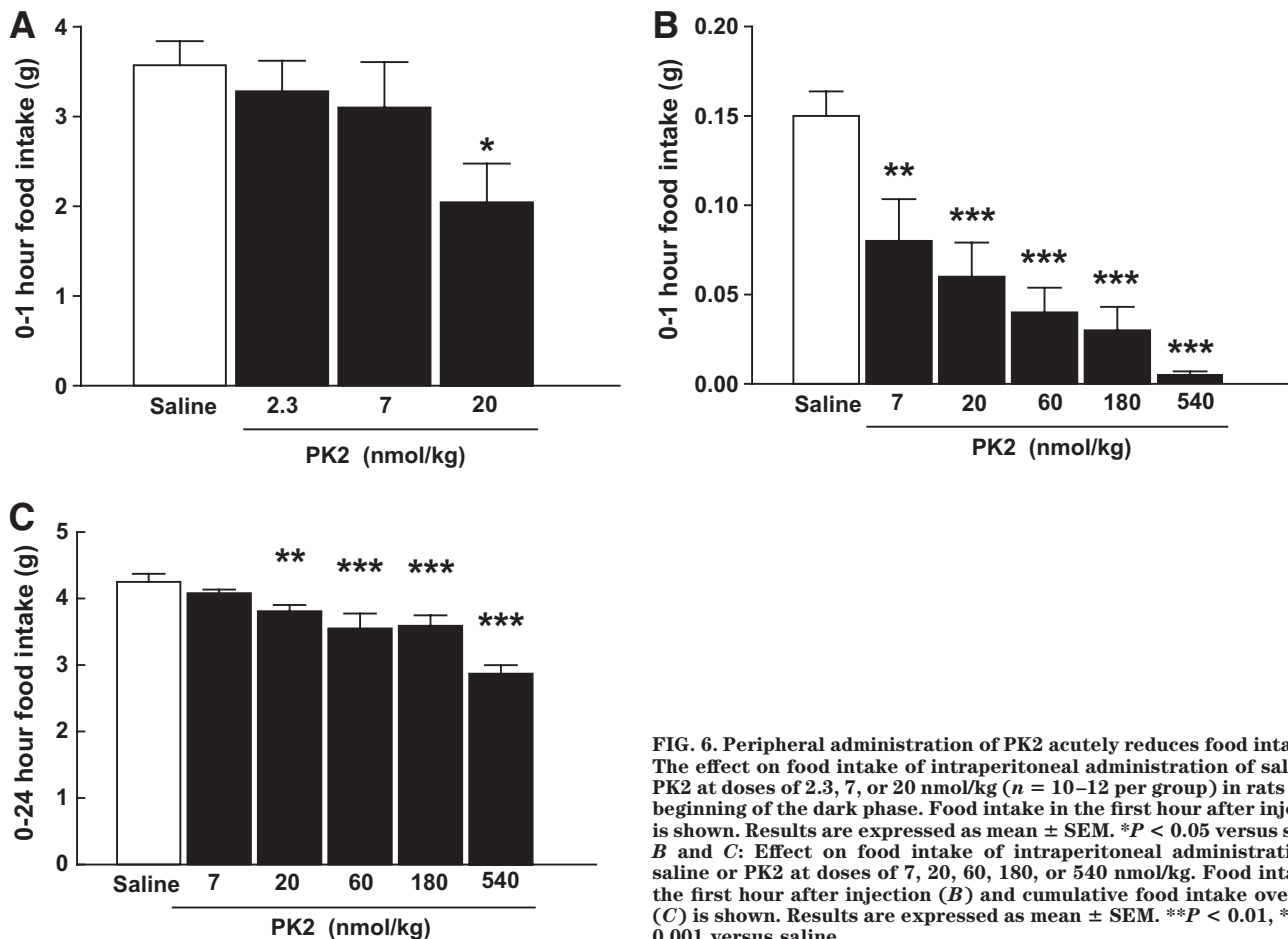 A
0-1 hour food intake (g)
4
3
2
1
0
*
Saline 2.3 7 20
PK2 (nmol/kg)
B
0-1 hour food intake (g)
0.20
0.15
0.10
0.05
0.00
** *** *** *** ***
Saline 7 20 60 180 540
PK2 (nmol/kg)
C
0-24 hour food intake (g)
5
4
3
2
1
0
** *** *** ***
Saline 7 20 60 180 540
PK2 (nmol/kg)
FIG. 6. Peripheral administration of PK2 acutely reduces food
The effect on food intake of intraperitoneal administration of
PK2 at doses of 2.3, 7, or 20 nmol/kg (n = 10–12 per group) in rats
beginning of the dark phase. Food intake in the first hour after
is shown. Results are expressed as mean ± SEM. *P < 0.05 versus
B and C: Effect on food intake of intraperitoneal
saline or PK2 at doses of 7, 20, 60, 180, or 540 nmol/kg. Food
the first hour after injection (B) and cumulative food intake over
(C) is shown. Results are expressed as mean ± SEM. **P < 0.01, *
0.001 versus saline.